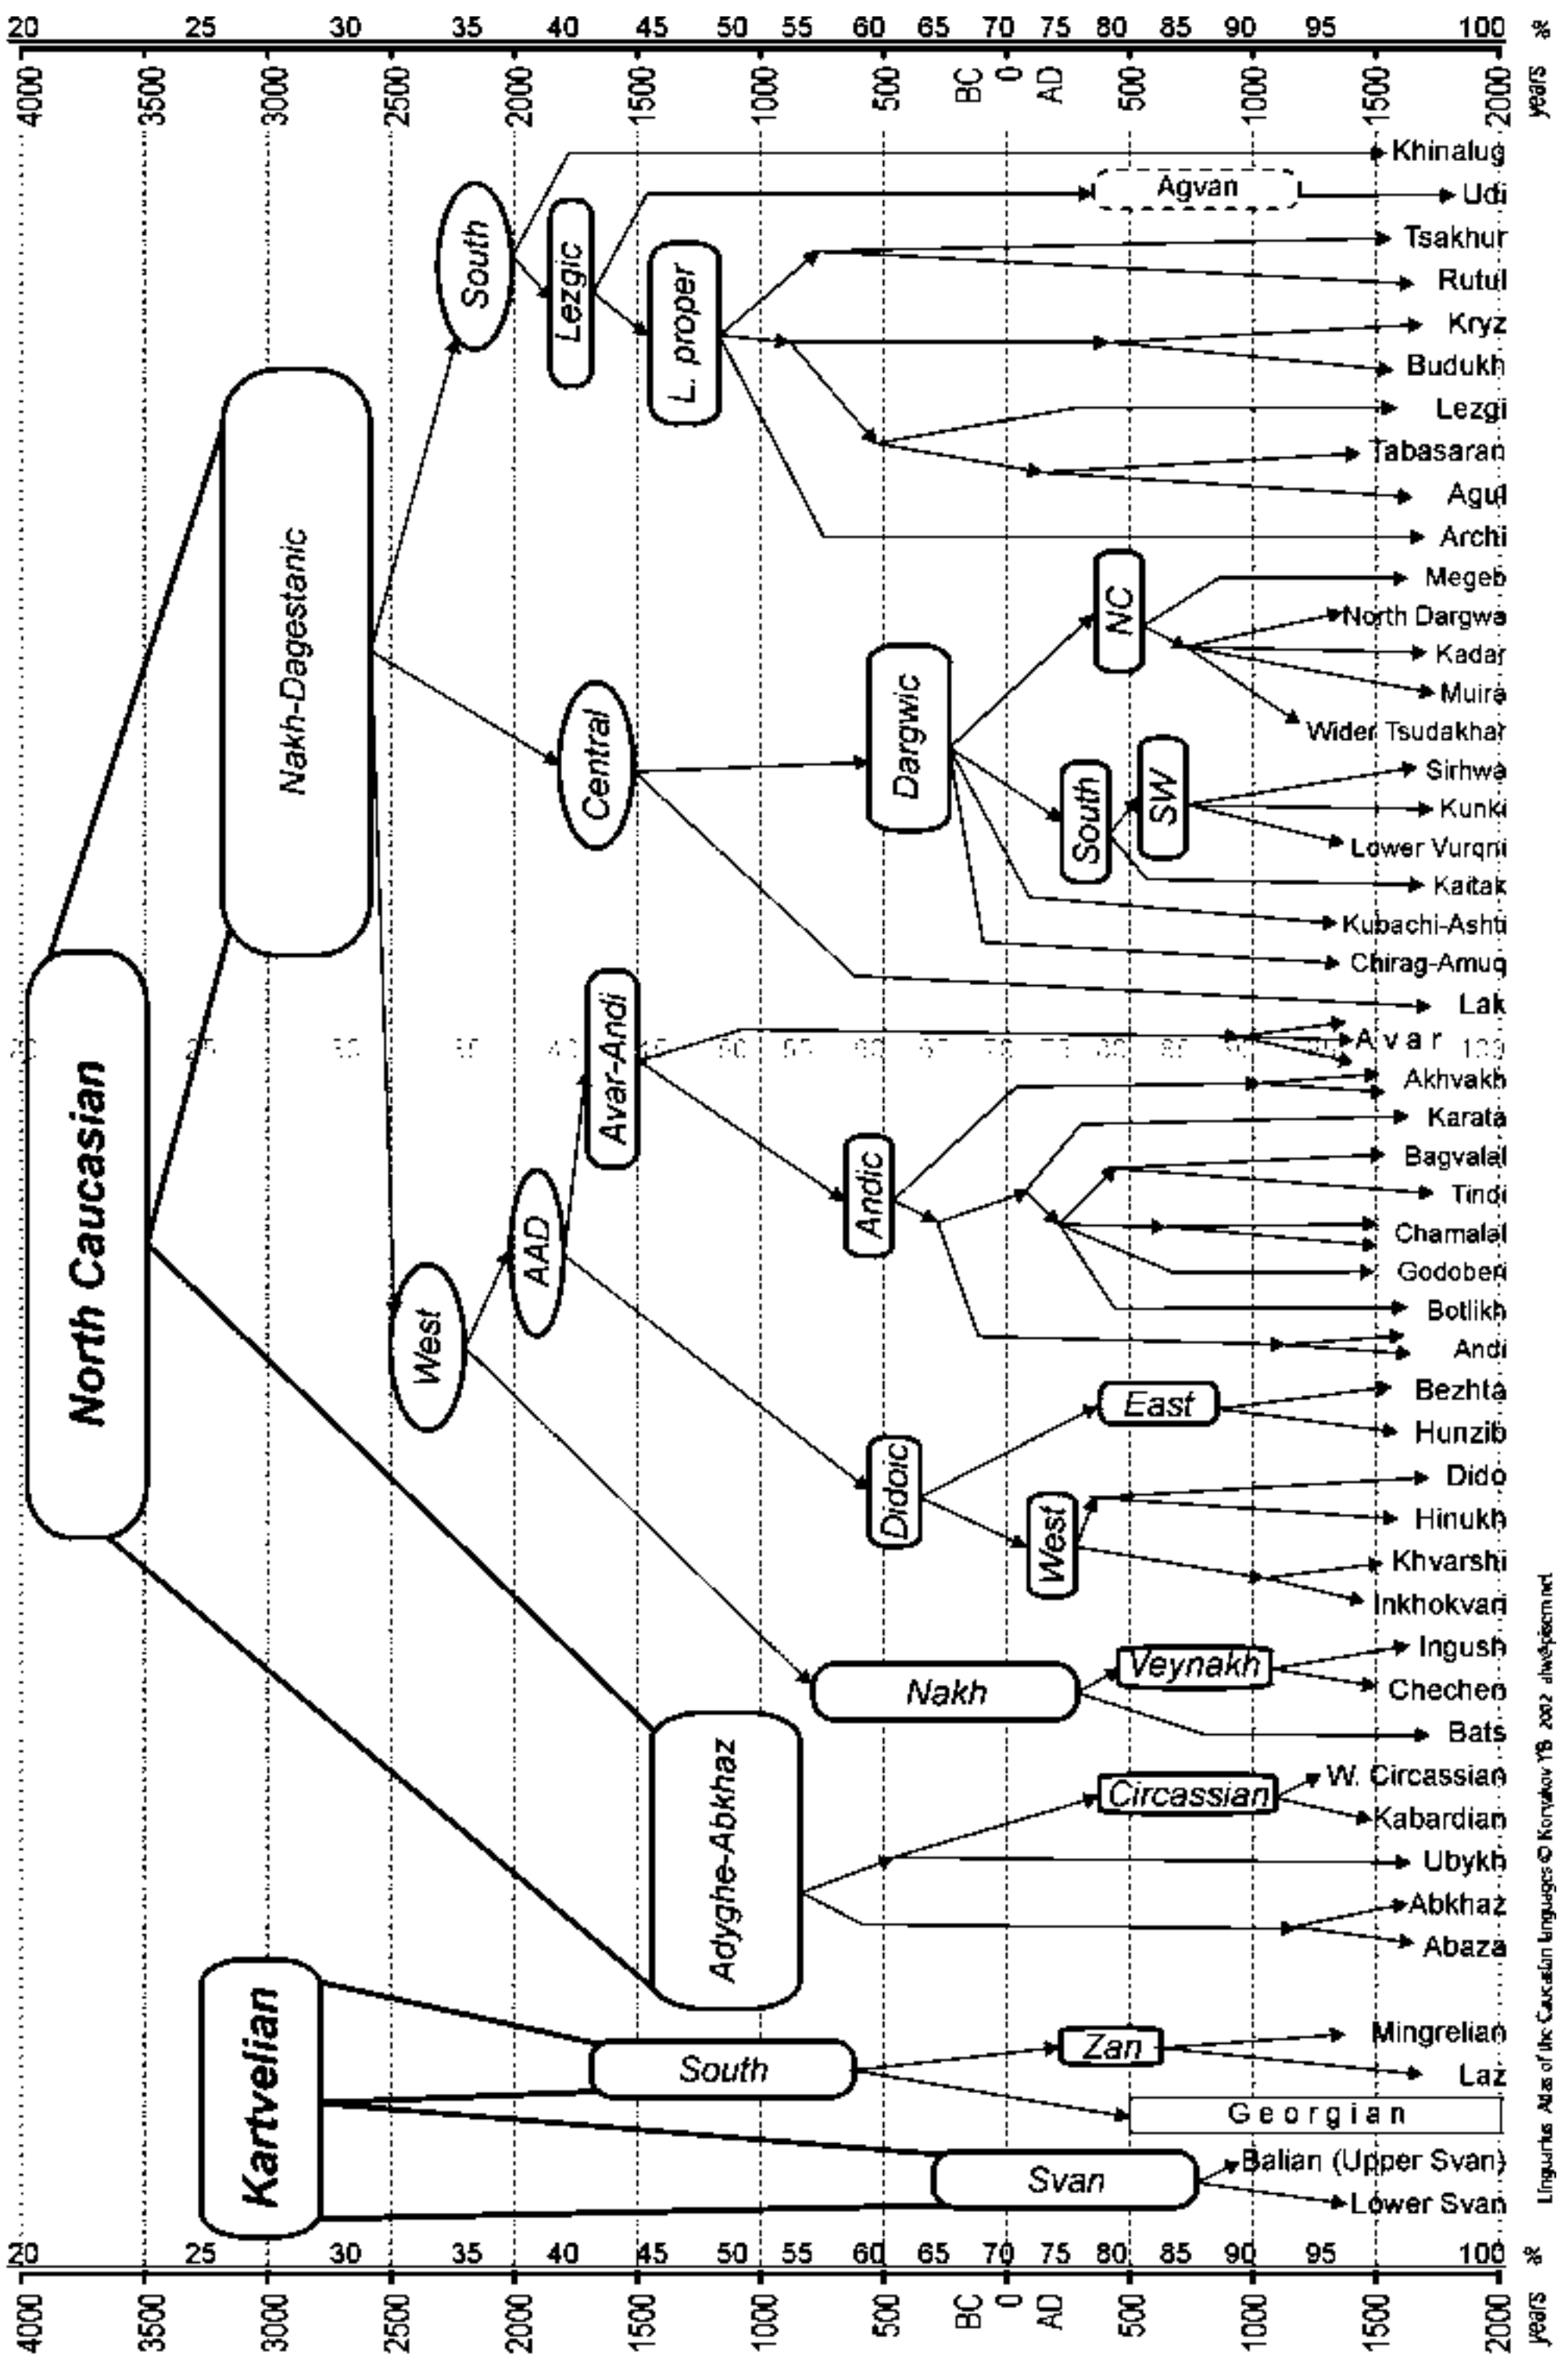 20 25 30 35 40 45 50 55 60 65 70 75 80 85 90 95 100 %
4000 3500 3000 2500 2000 1500 1000 500 BC 0 AD 500 1000 1500 2000 years
Khinalug
Agvan
Udi
South
Lezgic
L. proper
Tsakhur
Rutul
Kryz
Budukh
Lezgi
Tabasaran
Agul
Archi
Nakh-Dagestanic
Central
Dargwic
NC
Megeb
North Dargwa
Kadar
Muira
Wider Tsudakhar
South
SW
Sirhwa
Kunki
Lower Vurqni
Kaitak
Kubachi-Ashti
Chirag-Amuq
Lak
North Caucasian
Avar-Andi
Avar
Akhvakh
Andic
Karata
Bagvalal
Tindi
Chamalal
Godoberi
Botlikh
Andi
West
AAD
Didoic
East
Bezhta
Hunzib
West
Dido
Hinukh
Khvarshi
Inkhokvari
Nakh
Veynakh
Ingush
Chechen
Bats
Adyghe-Abkhaz
Circassian
W. Circassian
Kabardian
Ubykh
Abkhaz
Abaza
Kartvelian
South
Zan
Mingrelian
Laz
Georgian
Svan
Balian (Upper Svan)
Lower Svan
20 25 30 35 40 45 50 55 60 65 70 75 80 85 90 95 100 %
4000 3500 3000 2500 2000 1500 1000 500 BC 0 AD 500 1000 1500 2000 years
Atlas of the Caucasian languages © Koryakov YB 2002